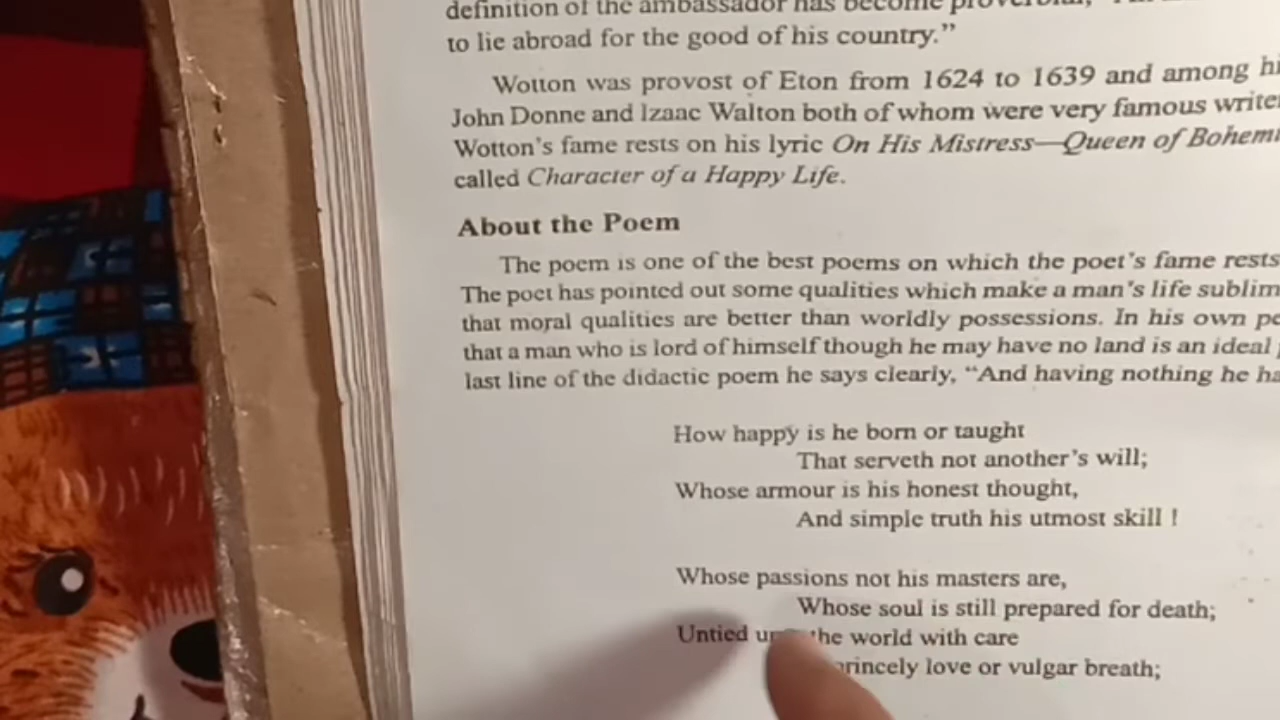 definition of the ambassador has become proverbial,
to lie abroad for the good of his country.”
Wotton was provost of Eton from 1624 to 1639 and among
John Donne and Izaac Walton both of whom were very famous
Wotton's fame rests on his lyric On His Mistress—Queen of
called Character of a Happy Life.
About the Poem
The poem is one of the best poems on which the poet's fame rests
The poet has pointed out some qualities which make a man's life
that moral qualities are better than worldly possessions. In his own
that a man who is lord of himself though he may have no land is an ideal
last line of the didactic poem he says clearly, “And having nothing he
How happy is he born or taught
That serveth not another's will;
Whose armour is his honest thought,
And simple truth his utmost skill !
Whose passions not his masters are,
Whose soul is still prepared for death;
Untied the world with care
love or vulgar breath;